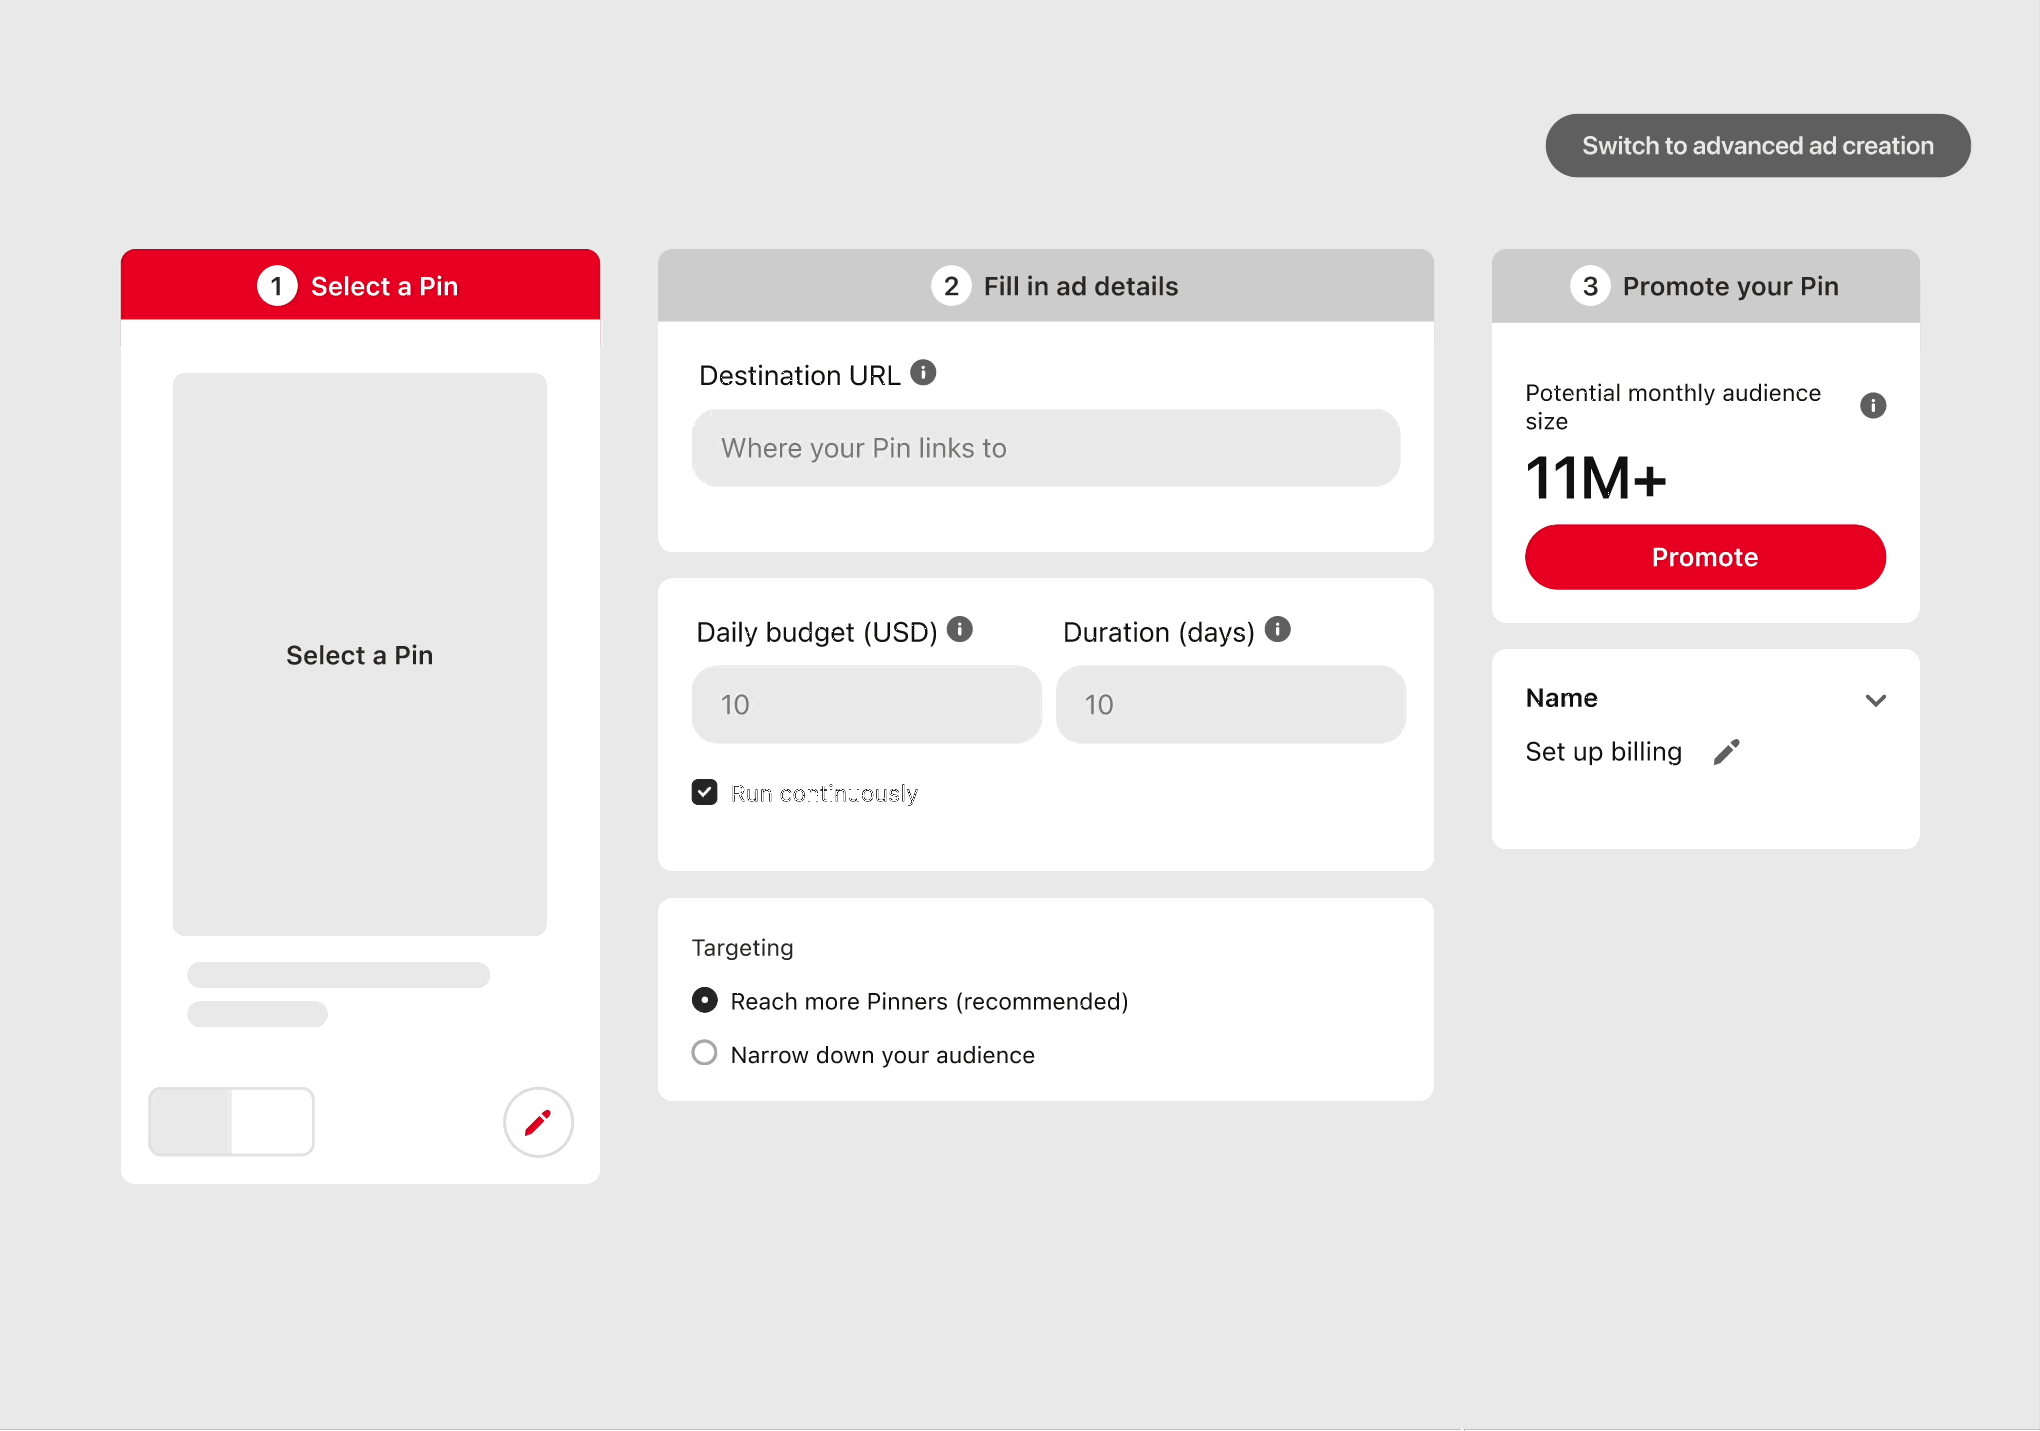 Switch to advanced ad creation
1 Select a Pin
Select a Pin
2 Fill in ad details
Destination URL
Where your Pin links to
Daily budget (USD)
Duration (days)
10
10
Run continuously
Targeting
Reach more Pinners (recommended)
Narrow down your audience
3 Promote your Pin
Potential monthly audience
size
11M+
Promote
Name
Set up billing